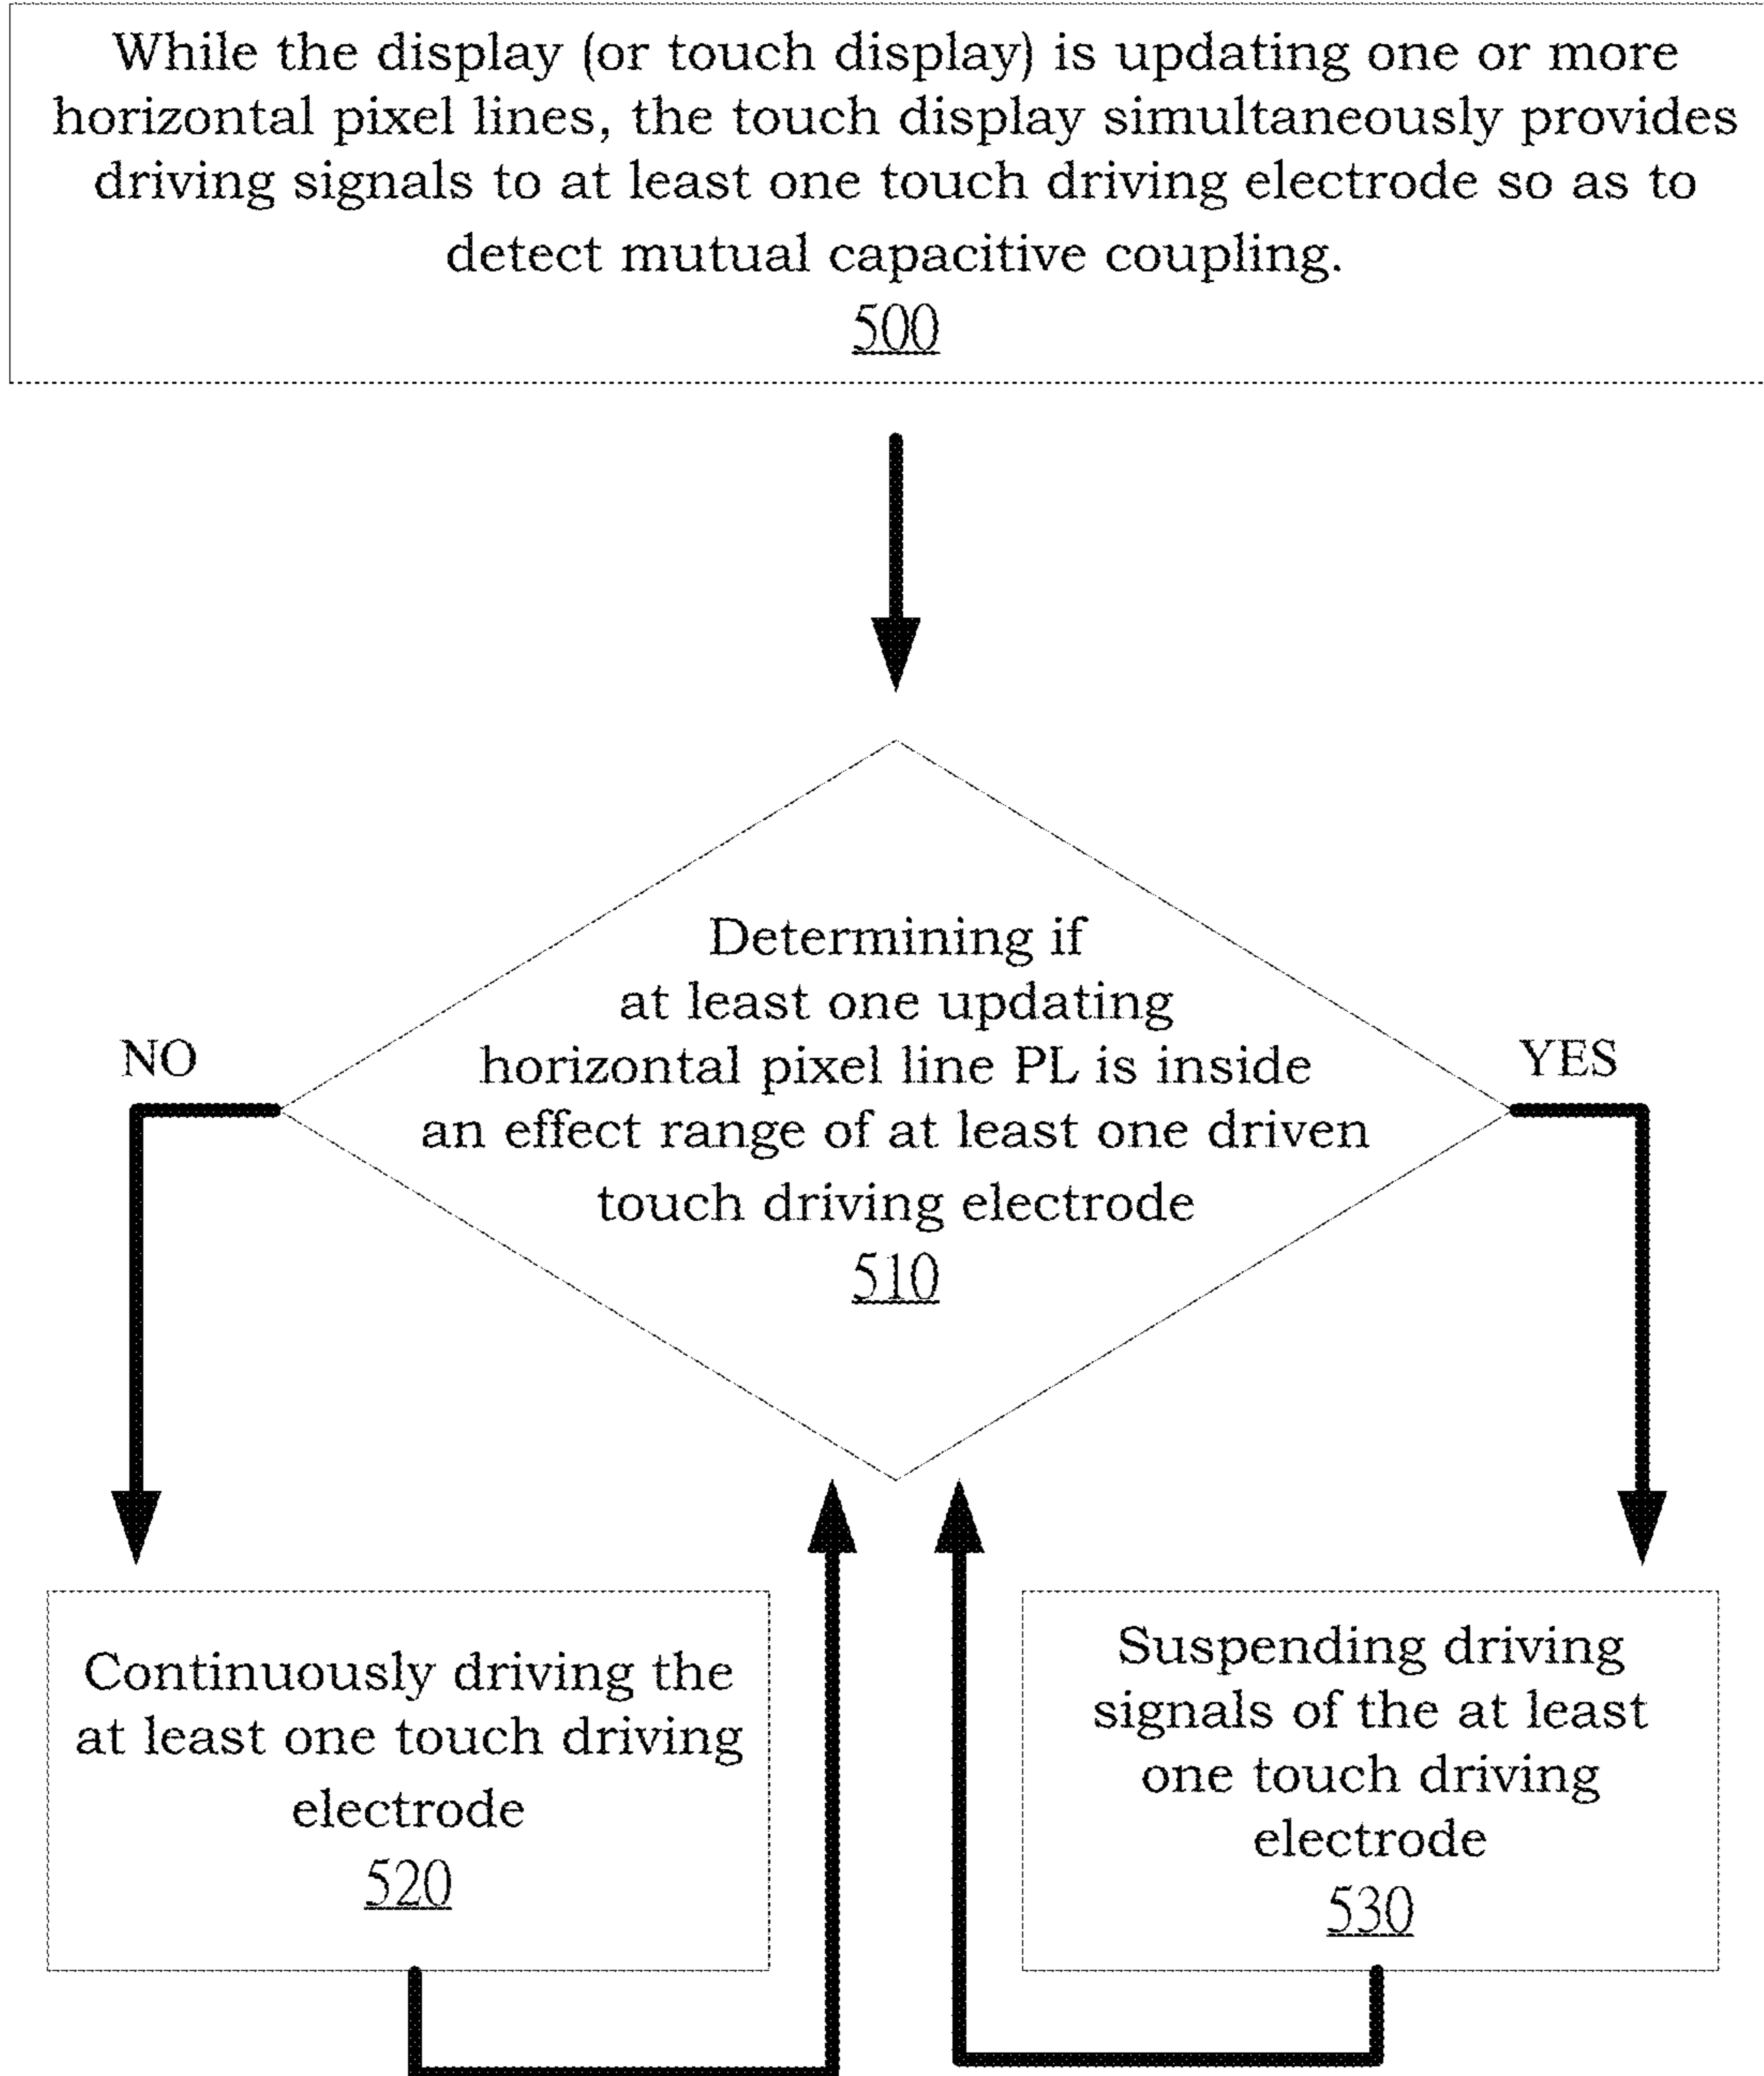 While the display (or touch display) is updating one or more
horizontal pixel lines, the touch display simultaneously provides
driving signals to at least one touch driving electrode so as to
detect mutual capacitive coupling.
500
Determining if
at least one updating
horizontal pixel line PL is inside
an effect range of at least one driven
touch driving electrode
510
NO
YES
Continuously driving the
at least one touch driving
electrode
520
Suspending driving
signals of the at least
one touch driving
electrode
530